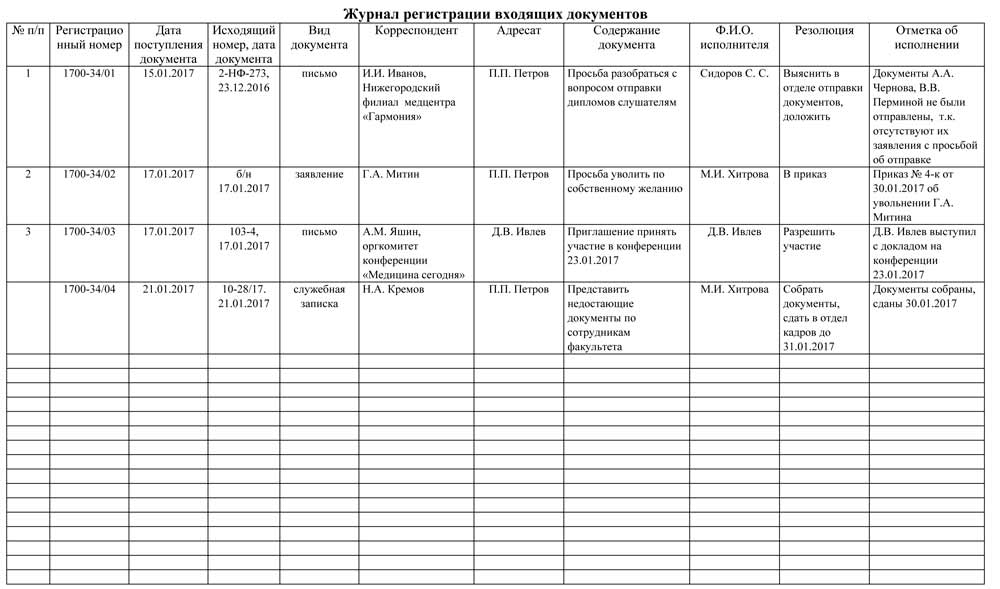 Журнал регистрации входящих документов
№ п/п
Регистрацио
нный номер
Дата
поступления
документа
Исходящий
номер, дата
документа
Вид
документа
Корреспондент
Адресат
Содержание
документа
Ф.И.О.
исполнителя
Резолюция
Отметка об
исполнении
1
1700-34/01
15.01.2017
2-НФ-273,
23.12.2016
письмо
И.И. Иванов,
Нижегородский
филиал медцентра
«Гармония»
П.П. Петров
Просьба разобраться с
вопросом отправки
дипломов слушателям
Сидоров С. С.
Выяснить в
отделе отправки
документов,
доложить
Документы А.А.
Чернова, В.В.
Перминой не были
отправлены, т.к.
отсутствуют их
заявления с просьбой
об отправке
2
1700-34/02
17.01.2017
б/н
17.01.2017
заявление
Г.А. Митин
П.П. Петров
Просьба уволить по
собственному желанию
М.И. Хитрова
В приказ
Приказ № 4-к от
30.01.2017 об
увольнении Г.А.
Митина
3
1700-34/03
17.01.2017
103-4,
17.01.2017
письмо
А.М. Яшин,
оргкомитет
конференции
«Медицина сегодня»
Д.В. Ивлев
Приглашение принять
участие в конференции
23.01.2017
Д.В. Ивлев
Разрешить
участие
Д.В. Ивлев выступил
с докладом на
конференции
23.01.2017
1700-34/04
21.01.2017
10-28/17.
21.01.2017
служебная
записка
Н.А. Кремов
П.П. Петров
Представить
недостающие
документы по
сотрудникам
факультета
М.И. Хитрова
Собрать
документы,
сдать в отдел
кадров до
31.01.2017
Документы собраны,
сданы 30.01.2017